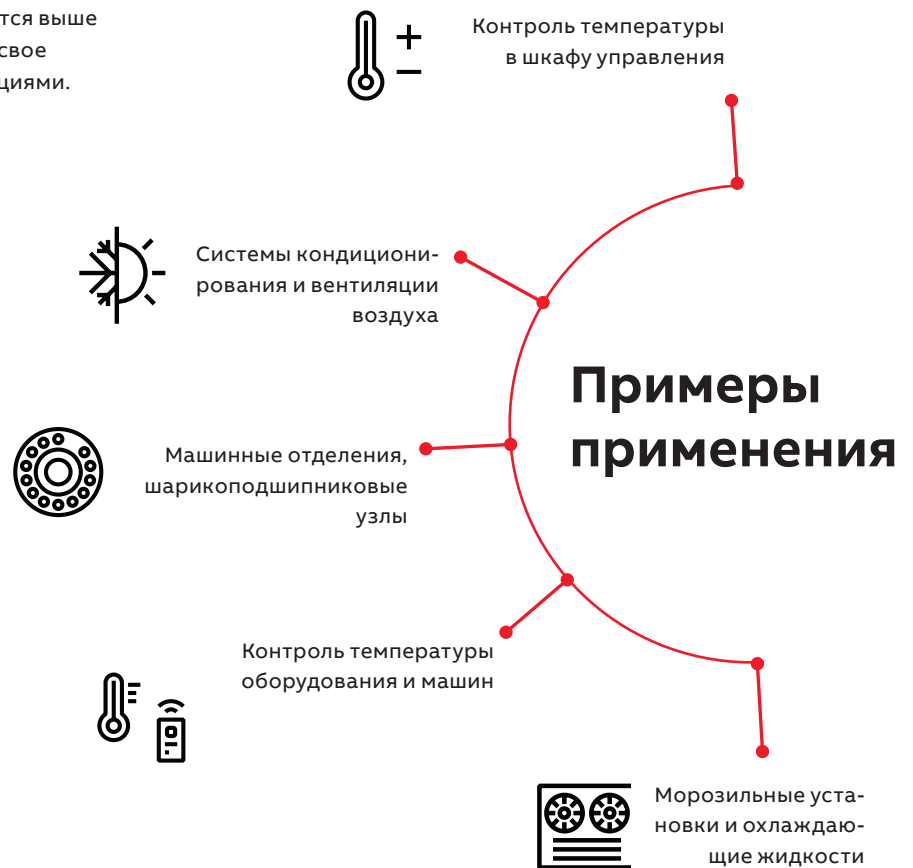 тся выше
свое
циями.
Контроль температуры
в шкафу управления
Системы кондициони-
рования и вентиляции
воздуха
Примеры
применения
Машинные отделения,
шарикоподшипниковые
узлы
Контроль температуры
оборудования и машин
Морозильные уста-
новки и охлаждаю-
щие жидкости